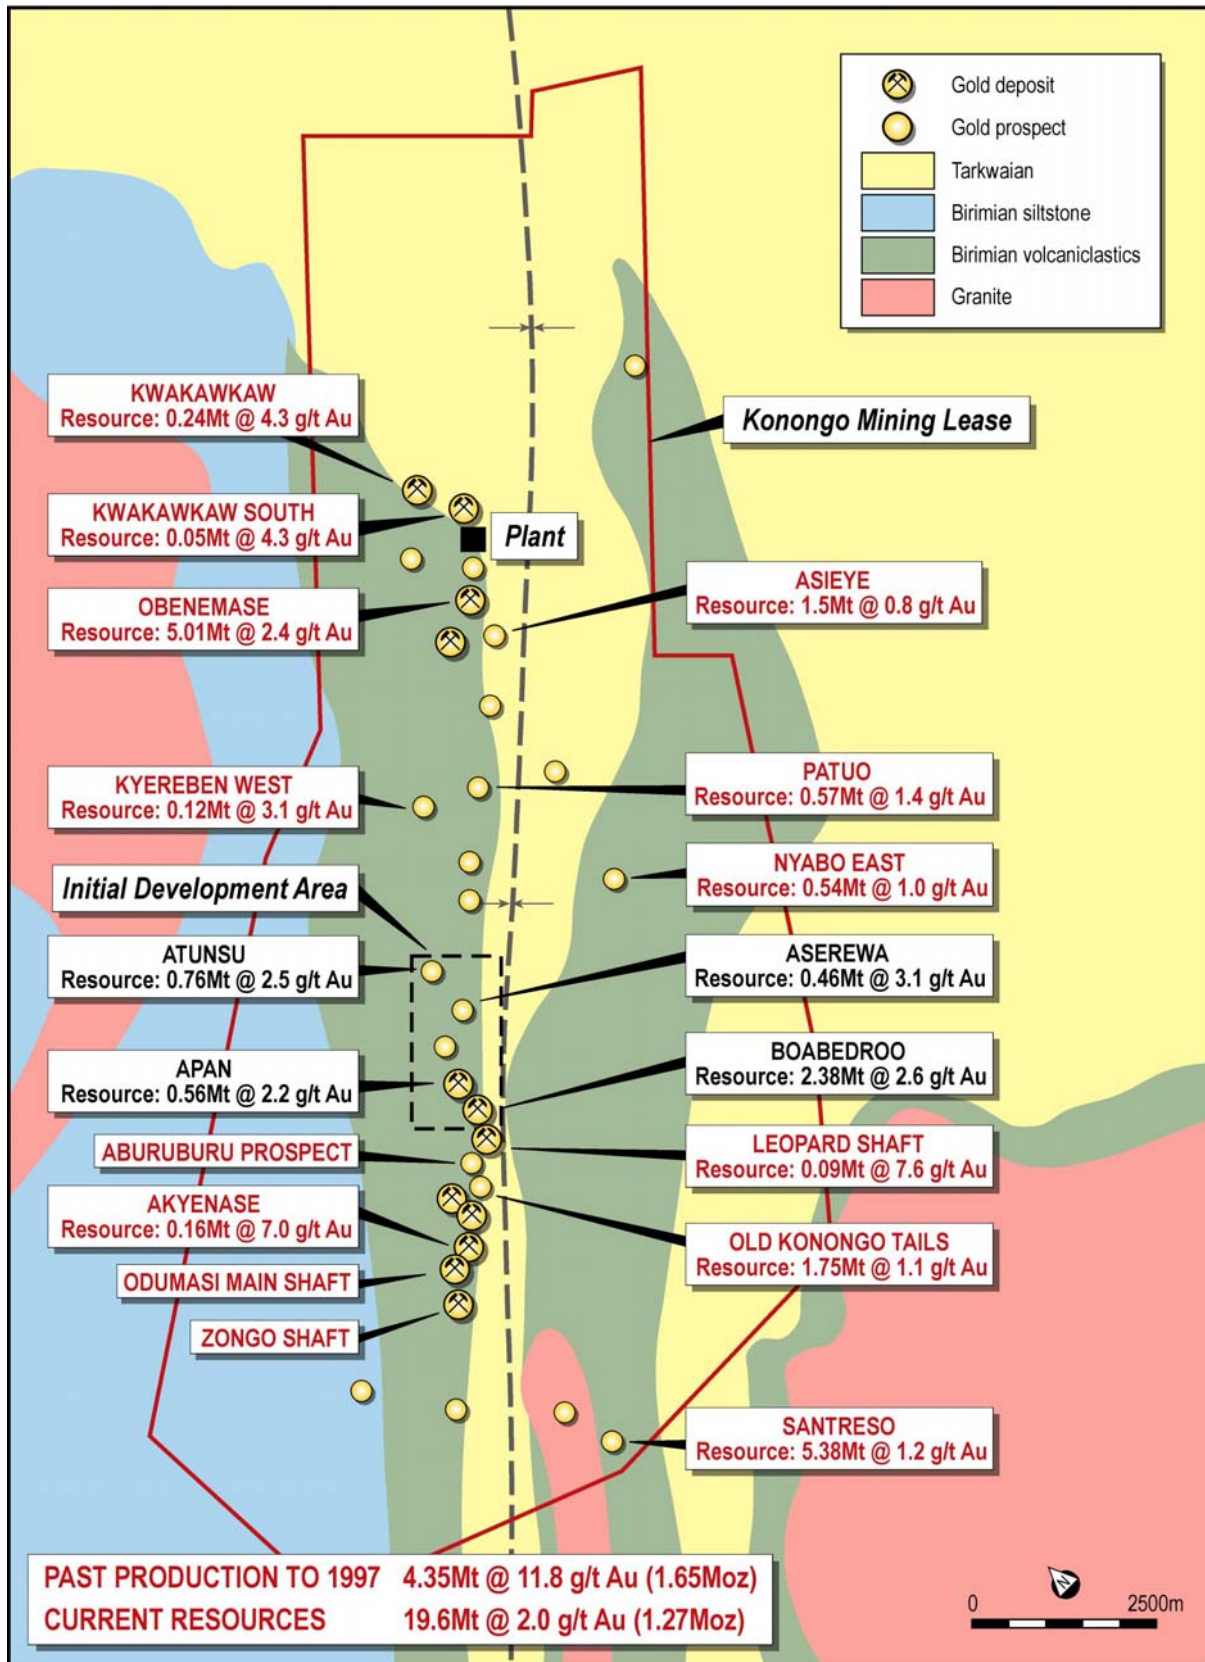 Gold deposit
Gold prospect
Tarkwaian
Birimian siltstone
Birimian volcaniclastics
Granite
KWAKAWKAW
Resource: 0.24Mt @ 4.3 g/t Au
Konongo Mining Lease
KWAKAWKAW SOUTH
Resource: 0.05Mt @ 4.3 g/t Au
Plant
OBENEMASE
Resource: 5.01Mt @ 2.4 g/t Au
ASIEYE
Resource: 1.5Mt @ 0.8 g/t Au
KYEREBEN WEST
Resource: 0.12Mt @ 3.1 g/t Au
PATUO
Resource: 0.57Mt @ 1.4 g/t Au
Initial Development Area
NYABO EAST
Resource: 0.54Mt @ 1.0 g/t Au
ATUNSU
Resource: 0.76Mt @ 2.5 g/t Au
ASEREWA
Resource: 0.46Mt @ 3.1 g/t Au
APAN
Resource: 0.56Mt @ 2.2 g/t Au
BOABEDROO
Resource: 2.38Mt @ 2.6 g/t Au
ABURUBURU PROSPECT
LEOPARD SHAFT
Resource: 0.09Mt @ 7.6 g/t Au
AKYENASE
Resource: 0.16Mt @ 7.0 g/t Au
OLD KONONGO TAILS
Resource: 1.75Mt @ 1.1 g/t Au
ODUMASI MAIN SHAFT
ZONGO SHAFT
SANTRESO
Resource: 5.38Mt @ 1.2 g/t Au
PAST PRODUCTION TO 1997 4.35Mt @ 11.8 g/t Au (1.65Moz)
CURRENT RESOURCES 19.6Mt @ 2.0 g/t Au (1.27Moz)
N
0 2500m